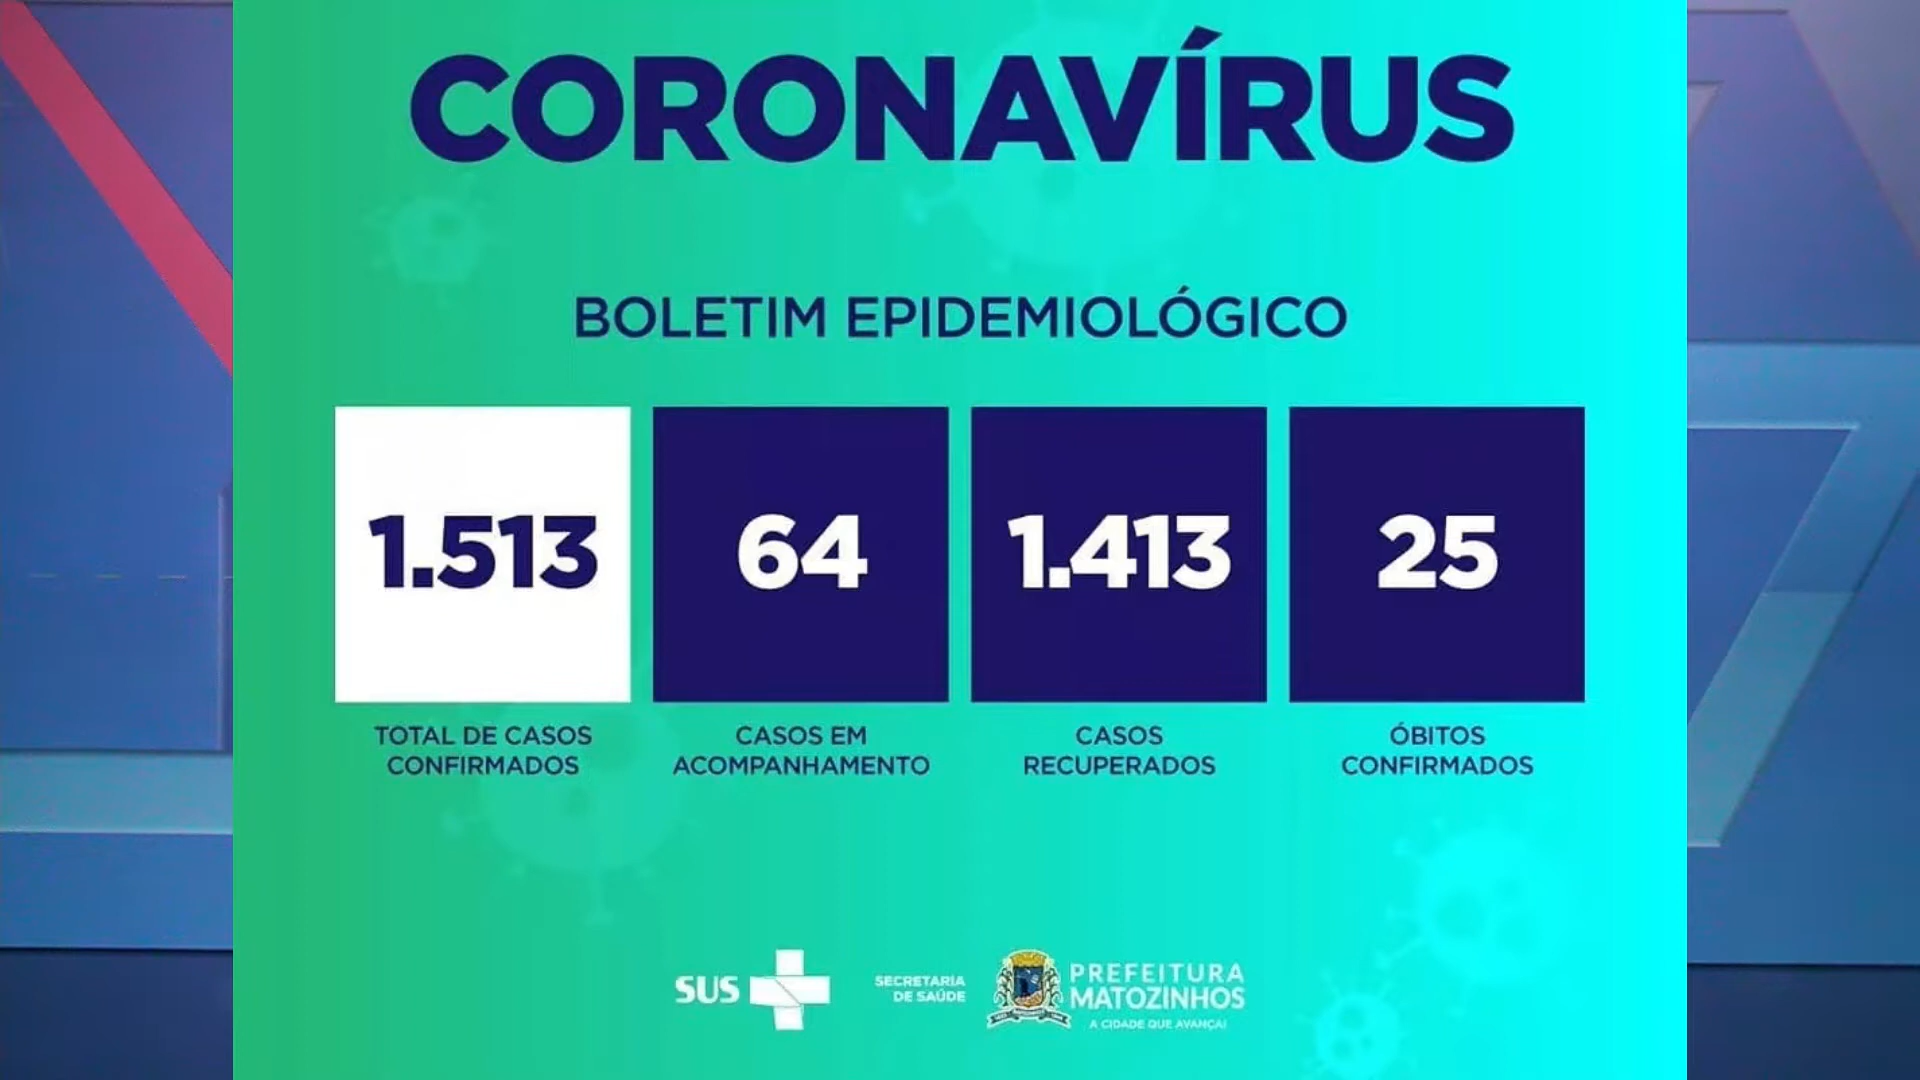 CORONAVÍRUS
BOLETIM EPIDEMIOLÓGICO
1.513
64
1.413
25
TOTAL DE CASOS
CONFIRMADOS
CASOS EM
ACOMPANHAMENTO
CASOS
RECUPERADOS
ÓBITOS
CONFIRMADOS
SUS
SECRETARIA
DE SAÚDE
PREFEITURA
MATOZINHOS
A CIDADE QUE AVANÇA!